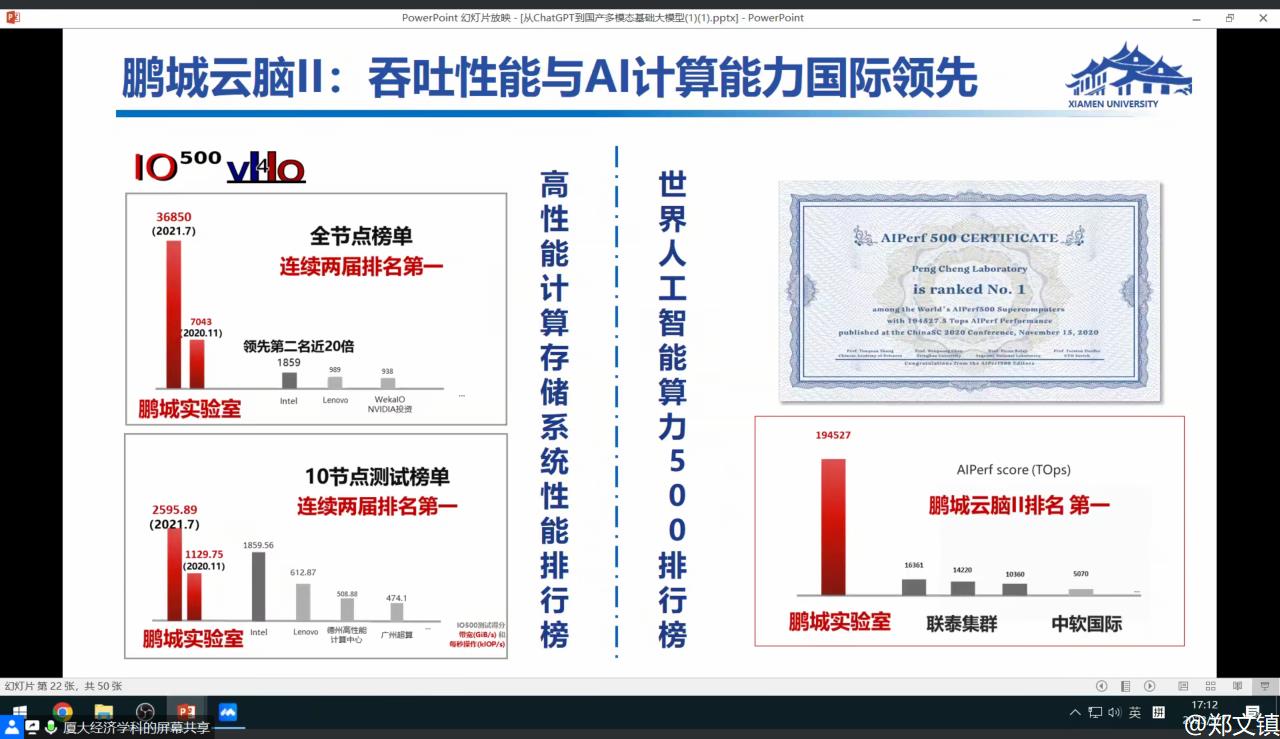 PowerPoint 幻灯片放映 - [从ChatGPT到国产多模态基础大模型(1)(1).pptx] - PowerPoint
鹏城云脑II：吞吐性能与AI计算能力国际领先
XIAMEN UNIVERSITY
IO500
vi4io
36850
(2021.7)
全节点榜单
连续两届排名第一
7043
(2020.11)
领先第二名近20倍
1859
989
938
Intel
Lenovo
WekaIO
NVIDIA投资
...
鹏城实验室
10节点测试榜单
连续两届排名第一
2595.89
(2021.7)
1129.75
(2020.11)
1859.56
612.87
508.88
474.1
Intel
Lenovo
德州高性能
计算中心
广州超算
...
鹏城实验室
IO500测试得分
带宽(GiB/s) 和
每秒操作(kIOP/s)
高性能计算存储系统性能排行榜
世界人工智能算力500排行榜
AIPerf 500 CERTIFICATE
Peng Cheng Laboratory
is ranked No. 1
among the World's AIPerf500 Supercomputers
with 194527.5 Tops AIPerf Performance
published at the ChinaSC 2020 Conference, November 15, 2020
Congratulations from the AIPerf500 Editors
194527
AIPerf score (TOps)
鹏城云脑II排名 第一
16361
14220
10360
5070
...
鹏城实验室
联泰集群
中软国际
幻灯片 第 22 张，共 50 张
英
拼
17:12
厦大经济学科的屏幕共享
@郑文镇